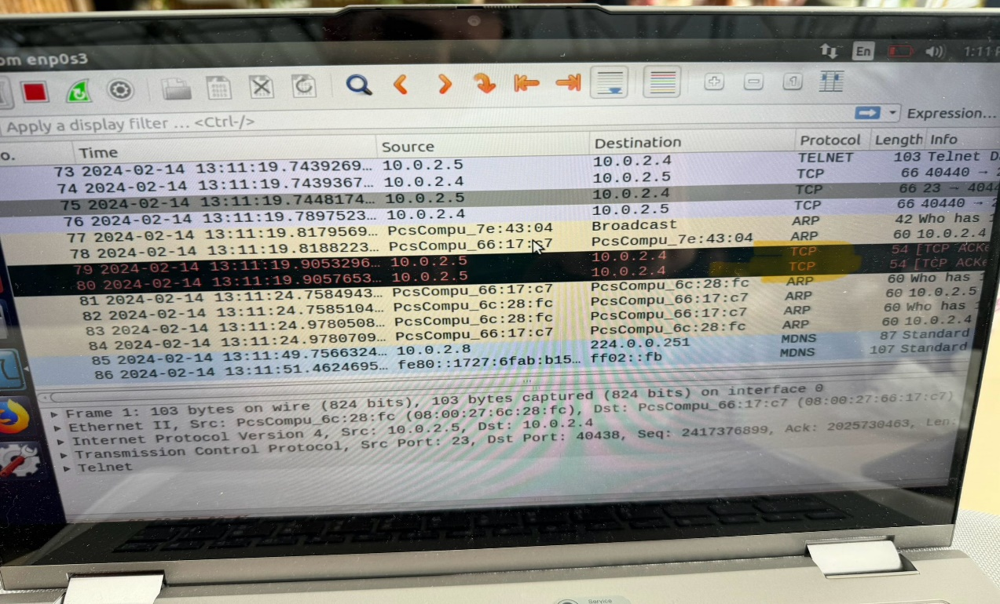 om enp0s3
En
1:11
Apply a display filter … <Ctrl-/>
Expression…
o. Time Source Destination Protocol Length Info
73 2024-02-14 13:11:19.7439269… 10.0.2.5 10.0.2.4 TELNET 103 Telnet D
74 2024-02-14 13:11:19.7439367… 10.0.2.4 10.0.2.5 TCP 66 40440 → 2
75 2024-02-14 13:11:19.7448174… 10.0.2.5 10.0.2.4 TCP 66 23 → 404
76 2024-02-14 13:11:19.7897523… 10.0.2.4 10.0.2.5 TCP 66 40440 → 2
77 2024-02-14 13:11:19.8179569… PcsCompu_7e:43:04 Broadcast ARP 42 Who has
78 2024-02-14 13:11:19.8188223… PcsCompu_66:17:c7 PcsCompu_7e:43:04 ARP 60 10.0.2.4
79 2024-02-14 13:11:19.9053296… 10.0.2.5 10.0.2.4 TCP 54 [TCP ACKe
80 2024-02-14 13:11:19.9057653… 10.0.2.5 10.0.2.4 TCP 54 [TCP ACKe
81 2024-02-14 13:11:24.7584943… PcsCompu_66:17:c7 PcsCompu_6c:28:fc ARP 60 Who has
82 2024-02-14 13:11:24.7585104… PcsCompu_6c:28:fc PcsCompu_66:17:c7 ARP 60 10.0.2.5
83 2024-02-14 13:11:24.9780508… PcsCompu_6c:28:fc PcsCompu_66:17:c7 ARP 60 Who has
84 2024-02-14 13:11:24.9780709… PcsCompu_66:17:c7 PcsCompu_6c:28:fc ARP 60 10.0.2.4
85 2024-02-14 13:11:49.7566324… 10.0.2.8 224.0.0.251 MDNS 87 Standard
86 2024-02-14 13:11:51.4624695… fe80::1727:6fab:b15… ff02::fb MDNS 107 Standard
Frame 1: 103 bytes on wire (824 bits), 103 bytes captured (824 bits) on interface 0
Ethernet II, Src: PcsCompu_6c:28:fc (08:00:27:6c:28:fc), Dst: PcsCompu_66:17:c7 (08:00:27:66:17:c7)
Internet Protocol Version 4, Src: 10.0.2.5, Dst: 10.0.2.4
Transmission Control Protocol, Src Port: 23, Dst Port: 40438, Seq: 2417376899, Ack: 2025730463, Len:
Telnet
Service